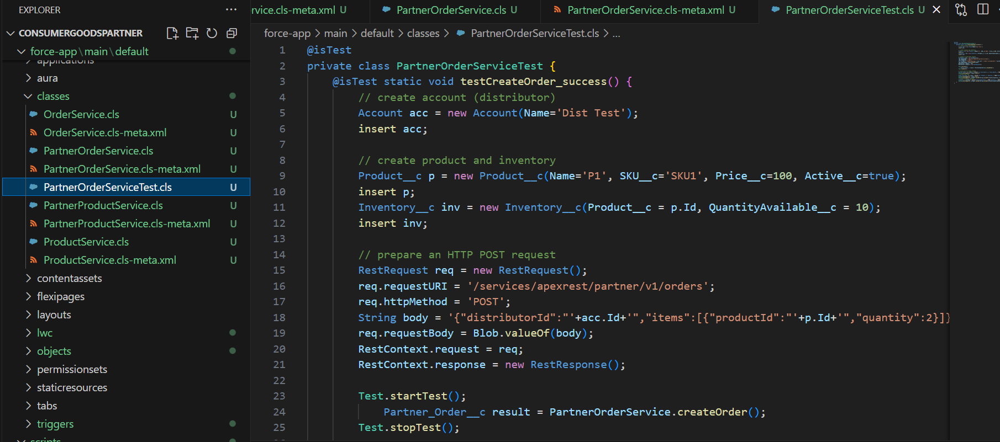 EXPLORER ...
CONSUMERGOODSPARTNER
force-app\main\default
applications
aura
classes
OrderService.cls U
OrderService.cls-meta.xml U
PartnerOrderService.cls U
PartnerOrderService.cls-meta.xml U
PartnerOrderServiceTest.cls U
PartnerProductService.cls U
PartnerProductService.cls-meta.xml U
ProductService.cls U
ProductService.cls-meta.xml U
contentassets
flexipages
layouts
lwc
objects
permissionsets
staticresources
tabs
triggers
scripts
rvice.cls-meta.xml U PartnerOrderService.cls U PartnerOrderService.cls-meta.xml U PartnerOrderServiceTest.cls U
force-app > main > default > classes > PartnerOrderServiceTest.cls > ...
1 @isTest
2 private class PartnerOrderServiceTest {
3 @isTest static void testCreateOrder_success() {
4 // create account (distributor)
5 Account acc = new Account(Name='Dist Test');
6 insert acc;
7
8 // create product and inventory
9 Product__c p = new Product__c(Name='P1', SKU__c='SKU1', Price__c=100, Active__c=true);
10 insert p;
11 Inventory__c inv = new Inventory__c(Product__c = p.Id, QuantityAvailable__c = 10);
12 insert inv;
13
14 // prepare an HTTP POST request
15 RestRequest req = new RestRequest();
16 req.requestURI = '/services/apexrest/partner/v1/orders';
17 req.httpMethod = 'POST';
18 String body = '{"distributorId":"'+acc.Id+'","items":[{"productId":"'+p.Id+'","quantity":2}]}
19 req.requestBody = Blob.valueOf(body);
20 RestContext.request = req;
21 RestContext.response = new RestResponse();
22
23 Test.startTest();
24 Partner_Order__c result = PartnerOrderService.createOrder();
25 Test.stopTest();